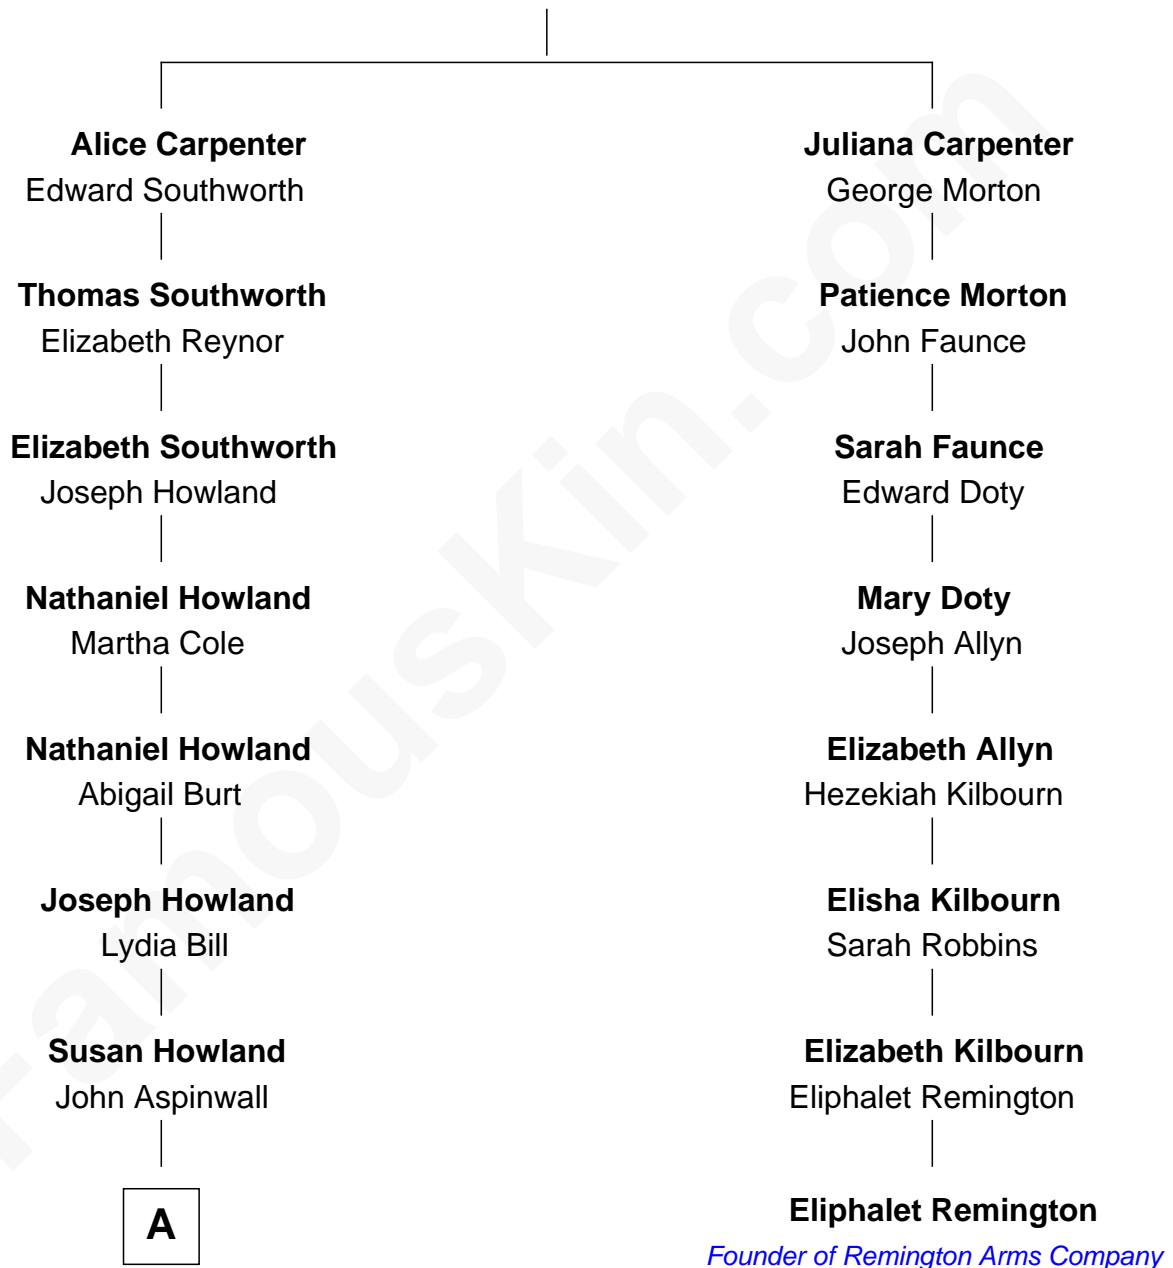 Alice Carpenter
Edward Southworth
Thomas Southworth
Elizabeth Reynor
Elizabeth Southworth
Joseph Howland
Nathaniel Howland
Martha Cole
Nathaniel Howland
Abigail Burt
Joseph Howland
Lydia Bill
Susan Howland
John Aspinwall
A
Juliana Carpenter
George Morton
Patience Morton
John Faunce
Sarah Faunce
Edward Doty
Mary Doty
Joseph Allyn
Elizabeth Allyn
Hezekiah Kilbourn
Elisha Kilbourn
Sarah Robbins
Elizabeth Kilbourn
Eliphalet Remington
Eliphalet Remington
Founder of Remington Arms Company
FamousKin.com